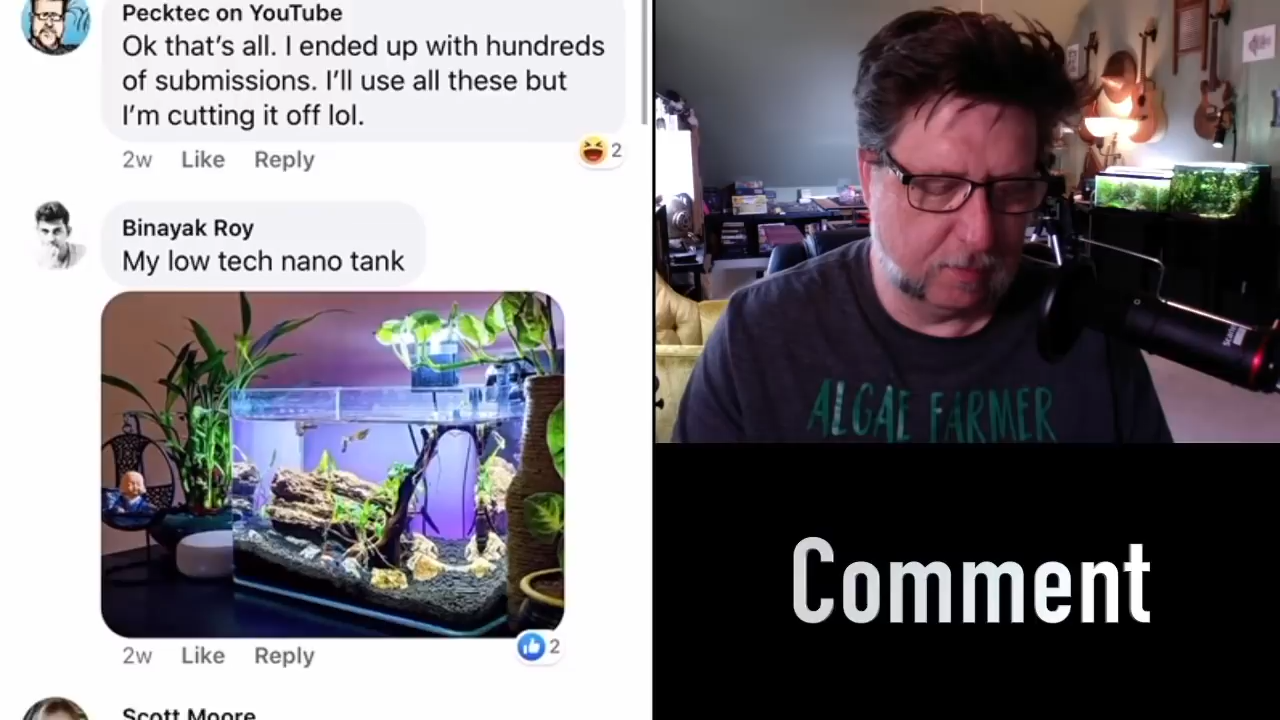 Pecktec on YouTube
Ok that's all. I ended up with hundreds
of submissions. I'll use all these but
I'm cutting it off lol.
2w Like Reply
2
Binayak Roy
My low tech nano tank
2w Like Reply
2
Scott Moore
ALGAE FARMER
Comment